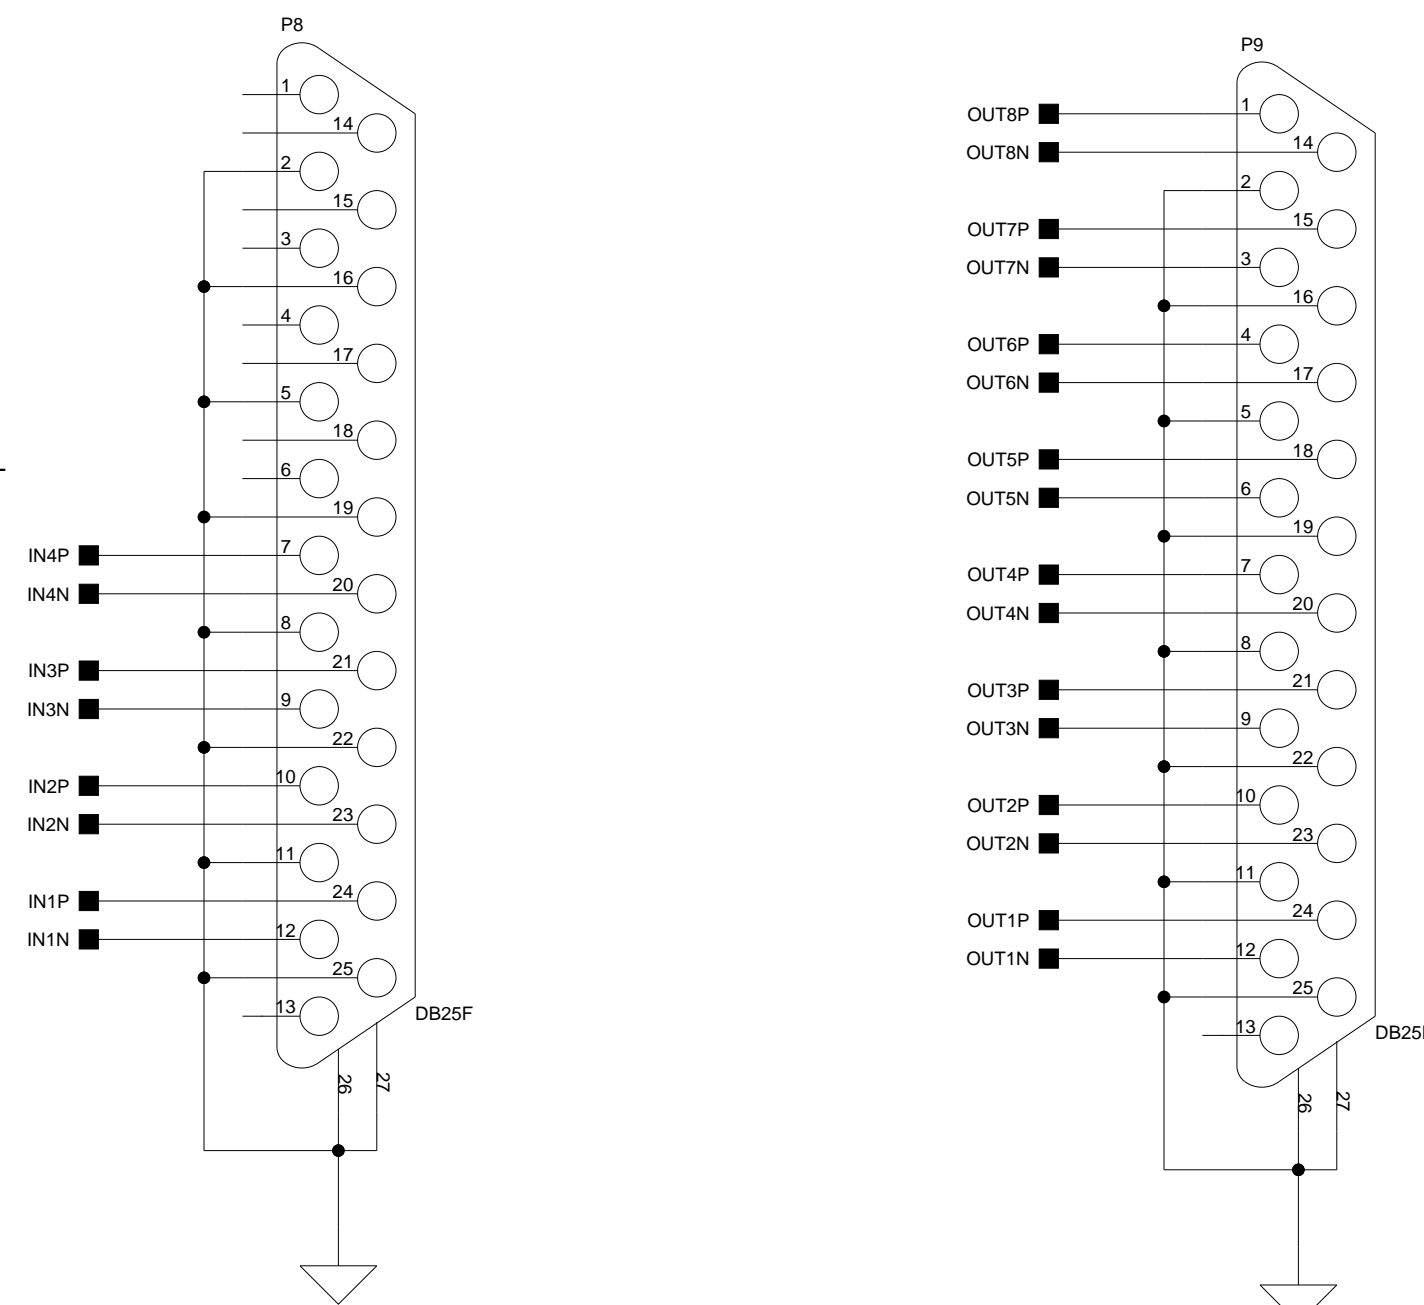 P8
1
14
2
15
3
16
4
17
5
18
6
19
IN4P 7
IN4N 20
8
IN3P 21
IN3N 9
22
IN2P 10
IN2N 23
11
IN1P 24
IN1N 12
25
13
DB25F
26 27
P9
OUT8P 1
OUT8N 14
2
OUT7P 15
OUT7N 3
16
OUT6P 4
OUT6N 17
5
OUT5P 18
OUT5N 6
19
OUT4P 7
OUT4N 20
8
OUT3P 21
OUT3N 9
22
OUT2P 10
OUT2N 23
11
OUT1P 24
OUT1N 12
25
13
DB25
26 27